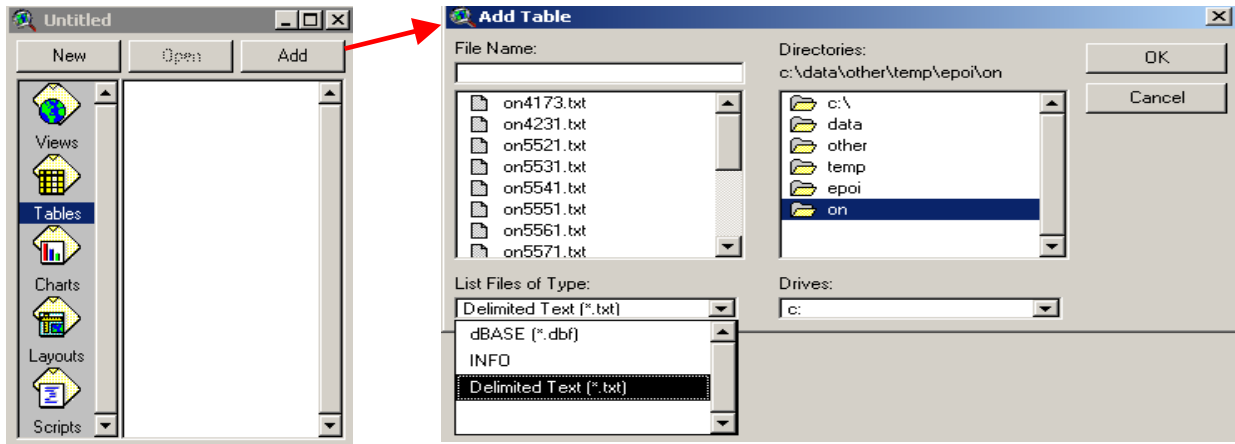 Untitled
New Open Add
Views
Tables
Charts
Layouts
Scripts
Add Table
File Name:
on4173.txt
on4231.txt
on5521.txt
on5531.txt
on5541.txt
on5551.txt
on5561.txt
on5571.txt
List Files of Type:
Delimited Text (*.txt)
dBASE (*.dbf)
INFO
Delimited Text (*.txt)
Directories:
c:\data\other\temp\epoi\on
c:\
data
other
temp
epoi
on
Drives:
c:
OK
Cancel